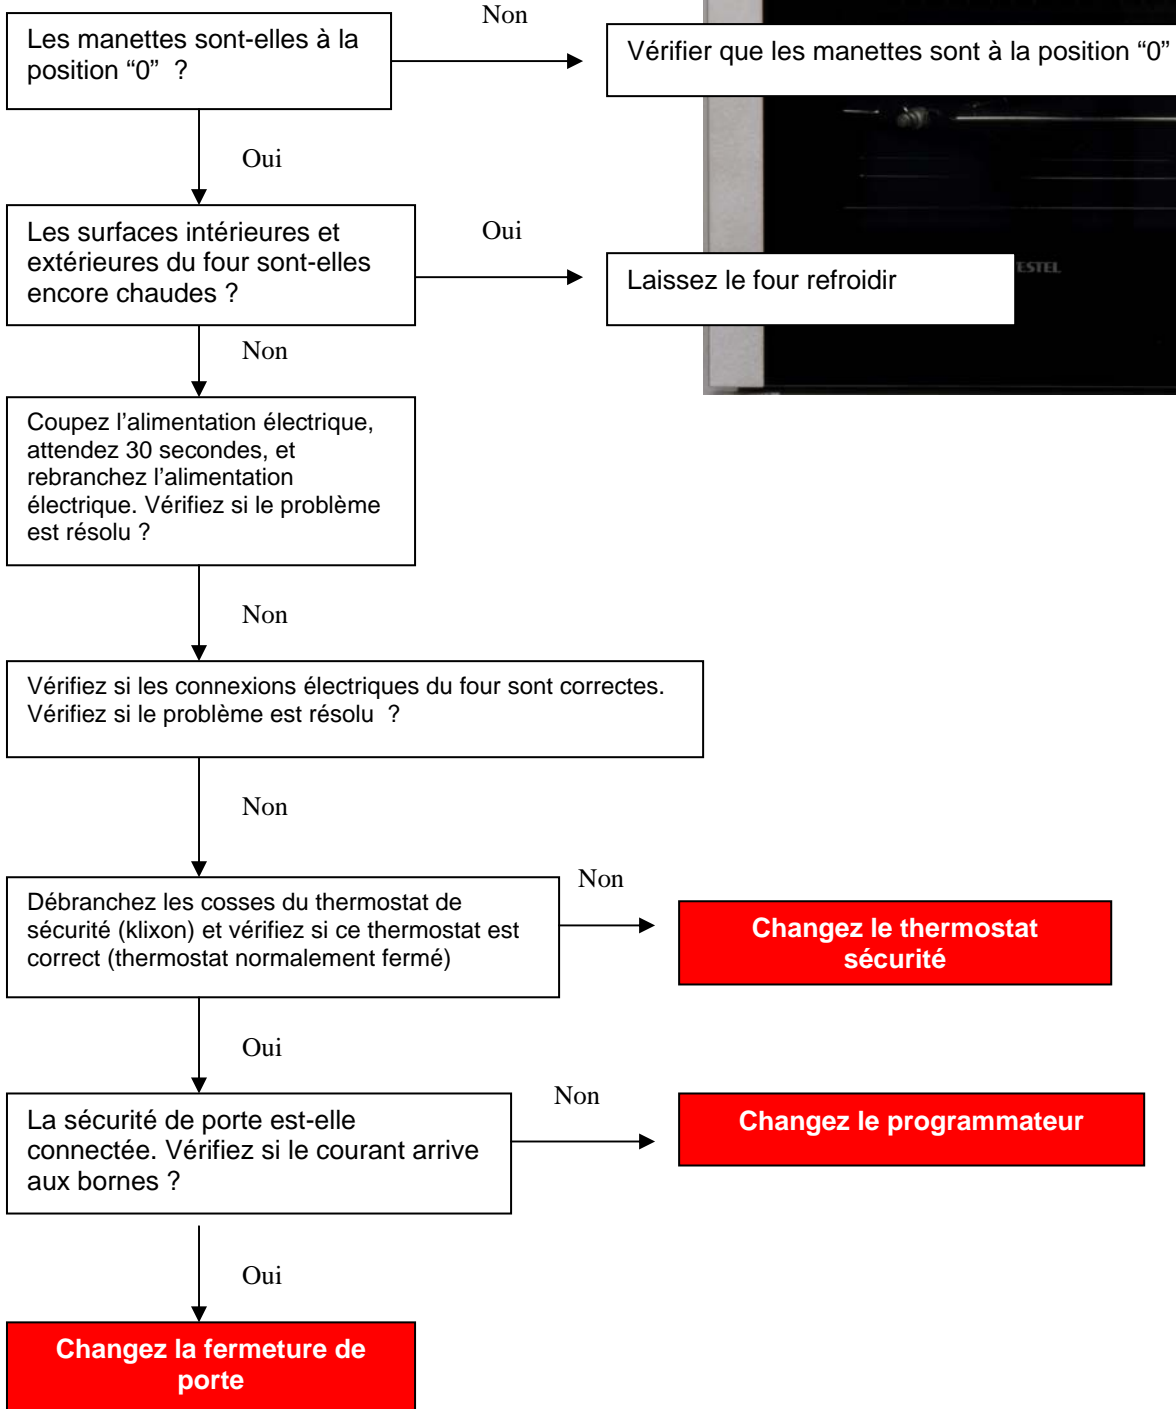 Non
Les manettes sont-elles à la
position “0” ?
Vérifier que les manettes sont à la position “0”
Oui
Les surfaces intérieures et
extérieures du four sont-elles
encore chaudes ?
Oui
Laissez le four refroidir
ESTEL
Non
Coupez l’alimentation électrique,
attendez 30 secondes, et
rebranchez l’alimentation
électrique. Vérifiez si le problème
est résolu ?
Non
Vérifiez si les connexions électriques du four sont correctes.
Vérifiez si le problème est résolu ?
Non
Débranchez les cosses du thermostat de
sécurité (klixon) et vérifiez si ce thermostat est
correct (thermostat normalement fermé)
Non
Changez le thermostat
sécurité
Oui
La sécurité de porte est-elle
connectée. Vérifiez si le courant arrive
aux bornes ?
Non
Changez le programmateur
Oui
Changez la fermeture de
porte